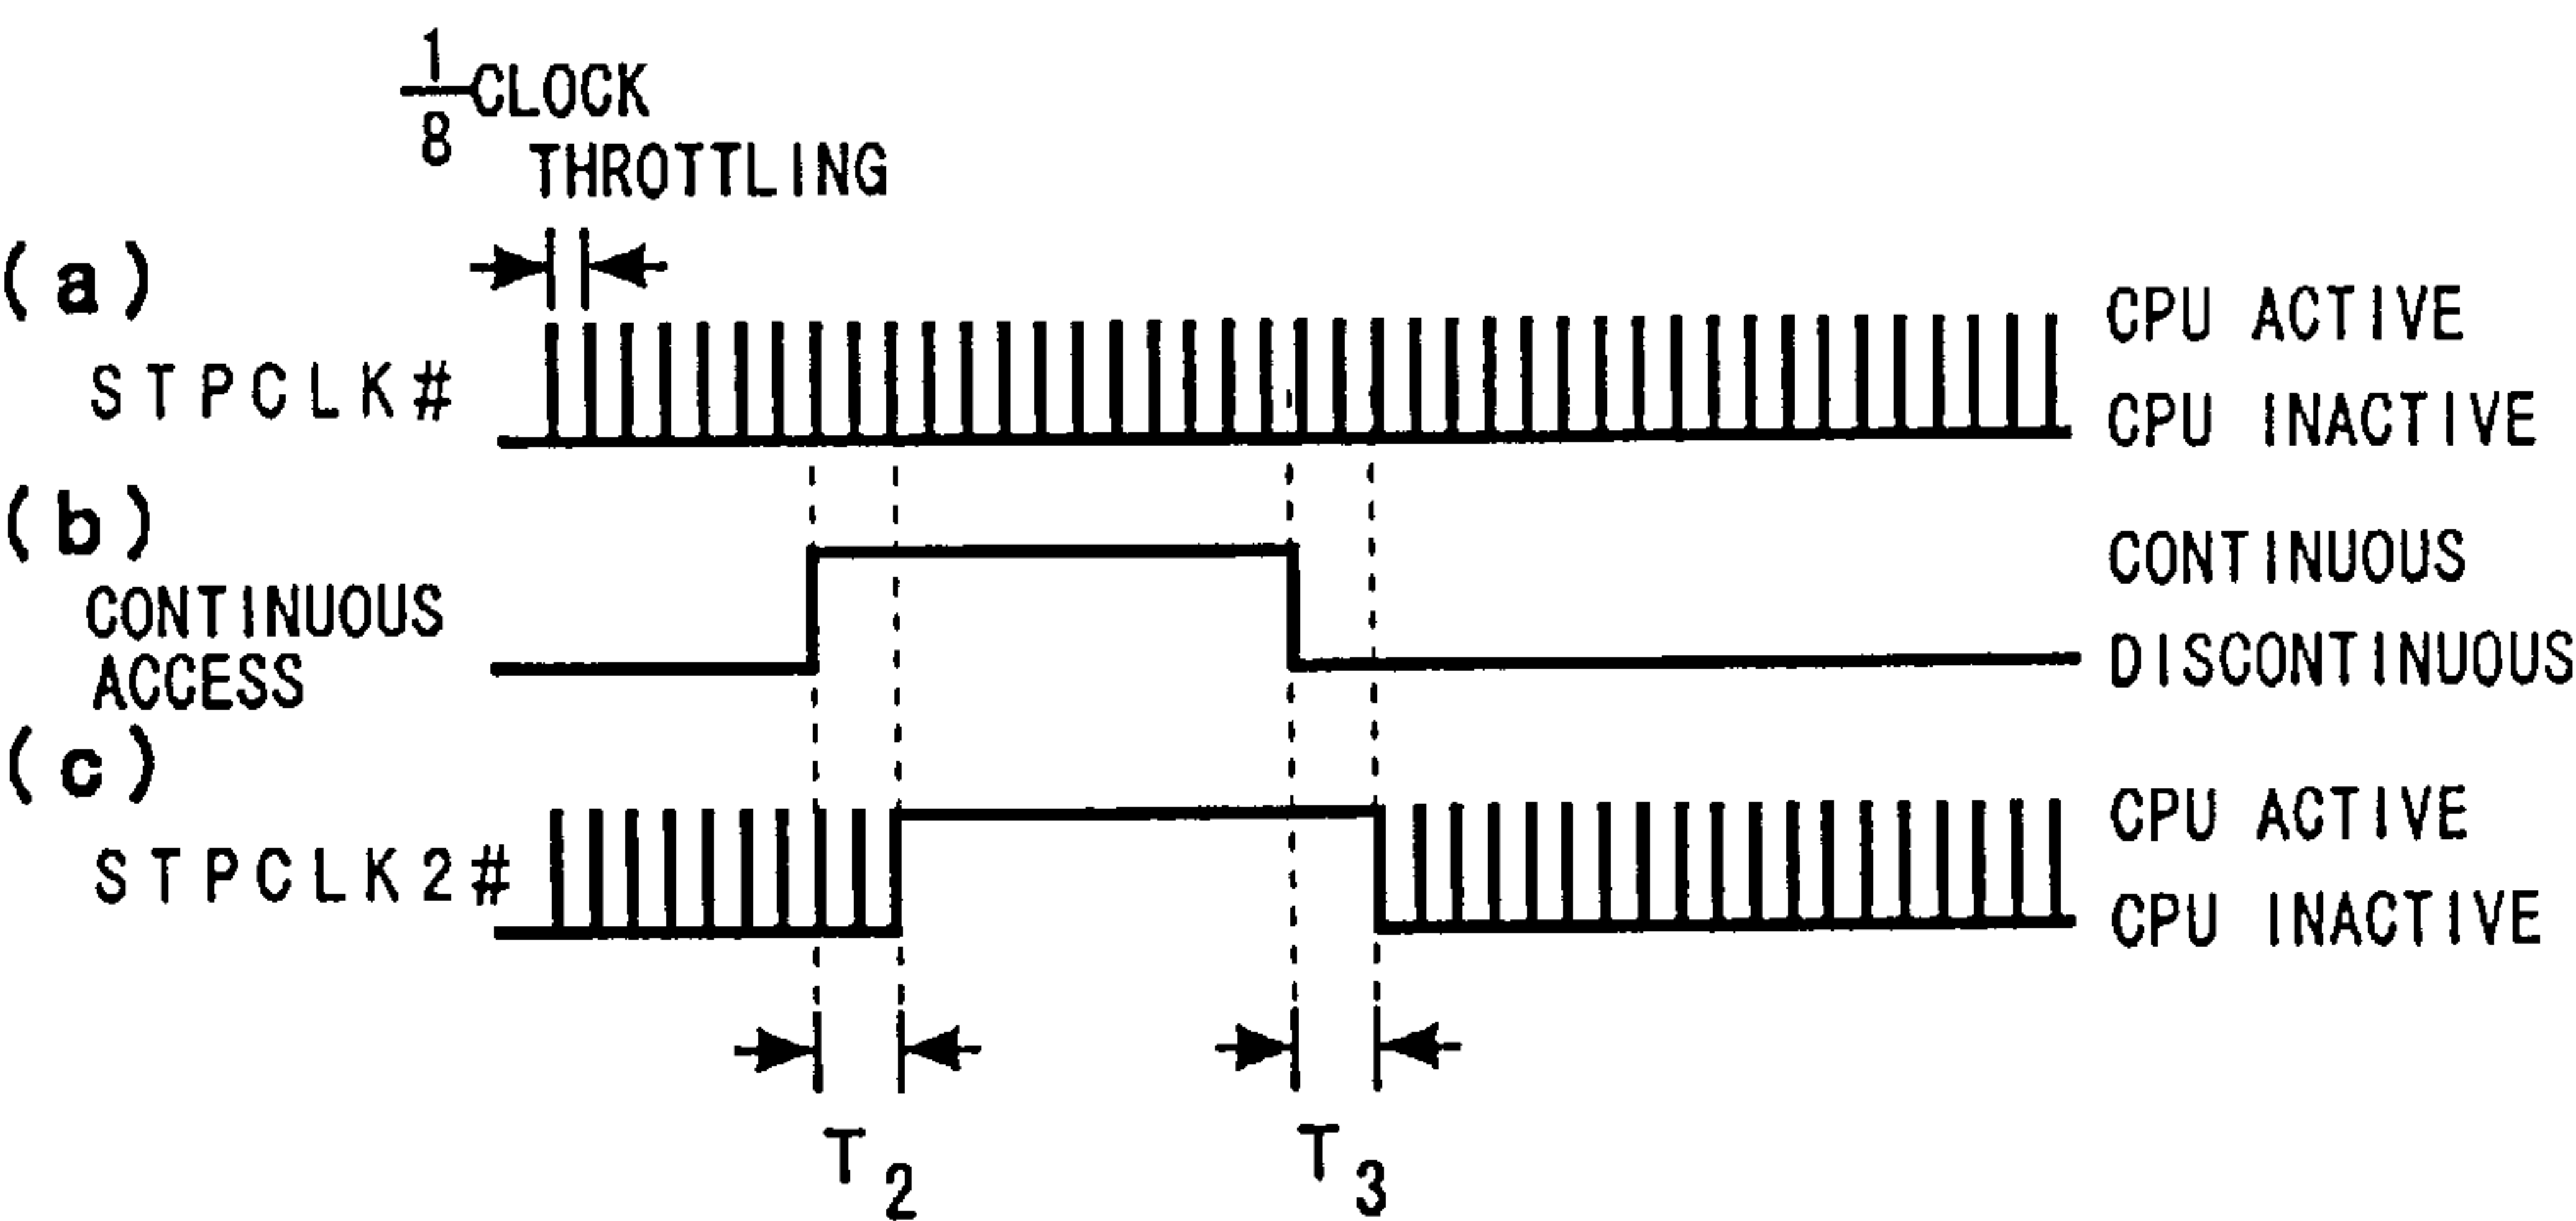 1/8 CLOCK
THROTTLING
(a)
STPCLK#
CPU ACTIVE
CPU INACTIVE
(b)
CONTINUOUS
ACCESS
CONTINUOUS
DISCONTINUOUS
(c)
STPCLK2#
CPU ACTIVE
CPU INACTIVE
T2
T3